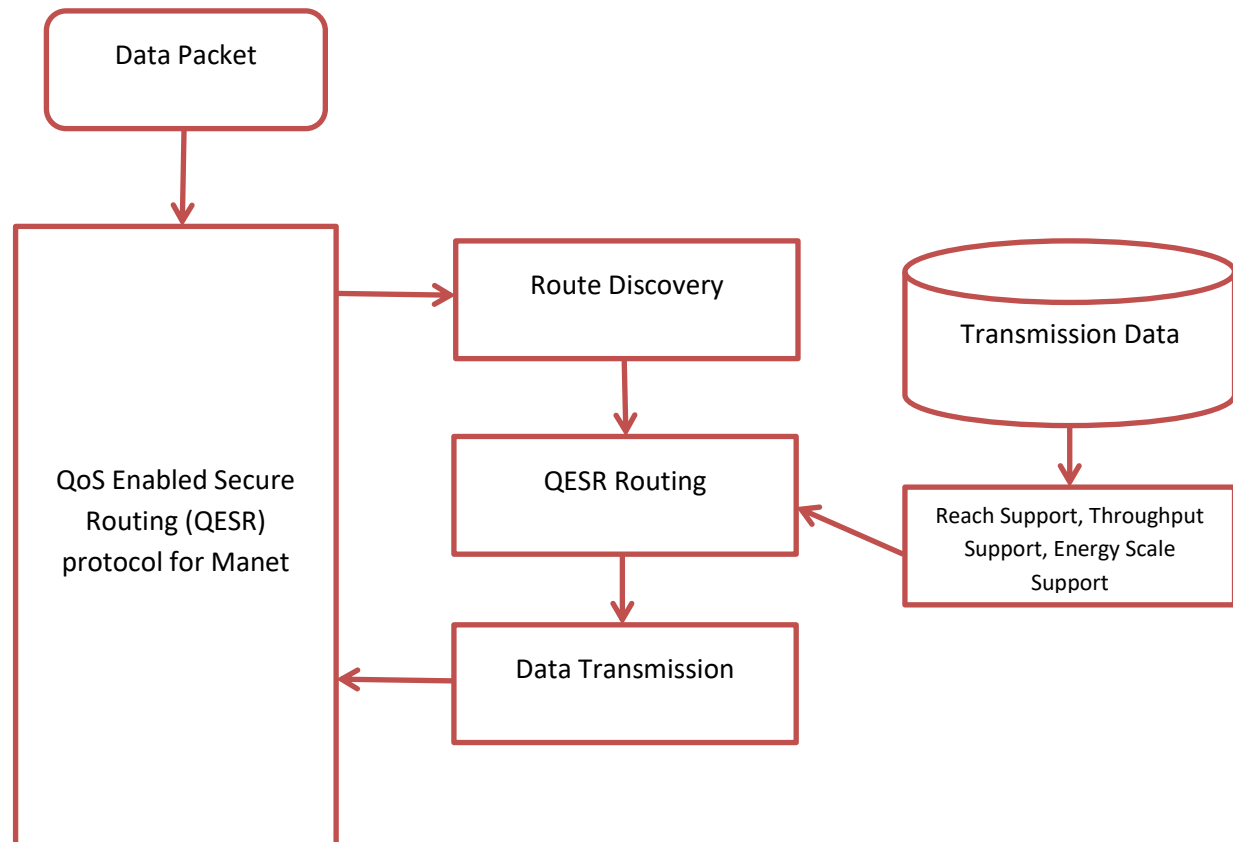 Data Packet
Route Discovery
Transmission Data
QoS Enabled Secure
Routing (QESR)
protocol for Manet
QESR Routing
Reach Support, Throughput
Support, Energy Scale
Support
Data Transmission